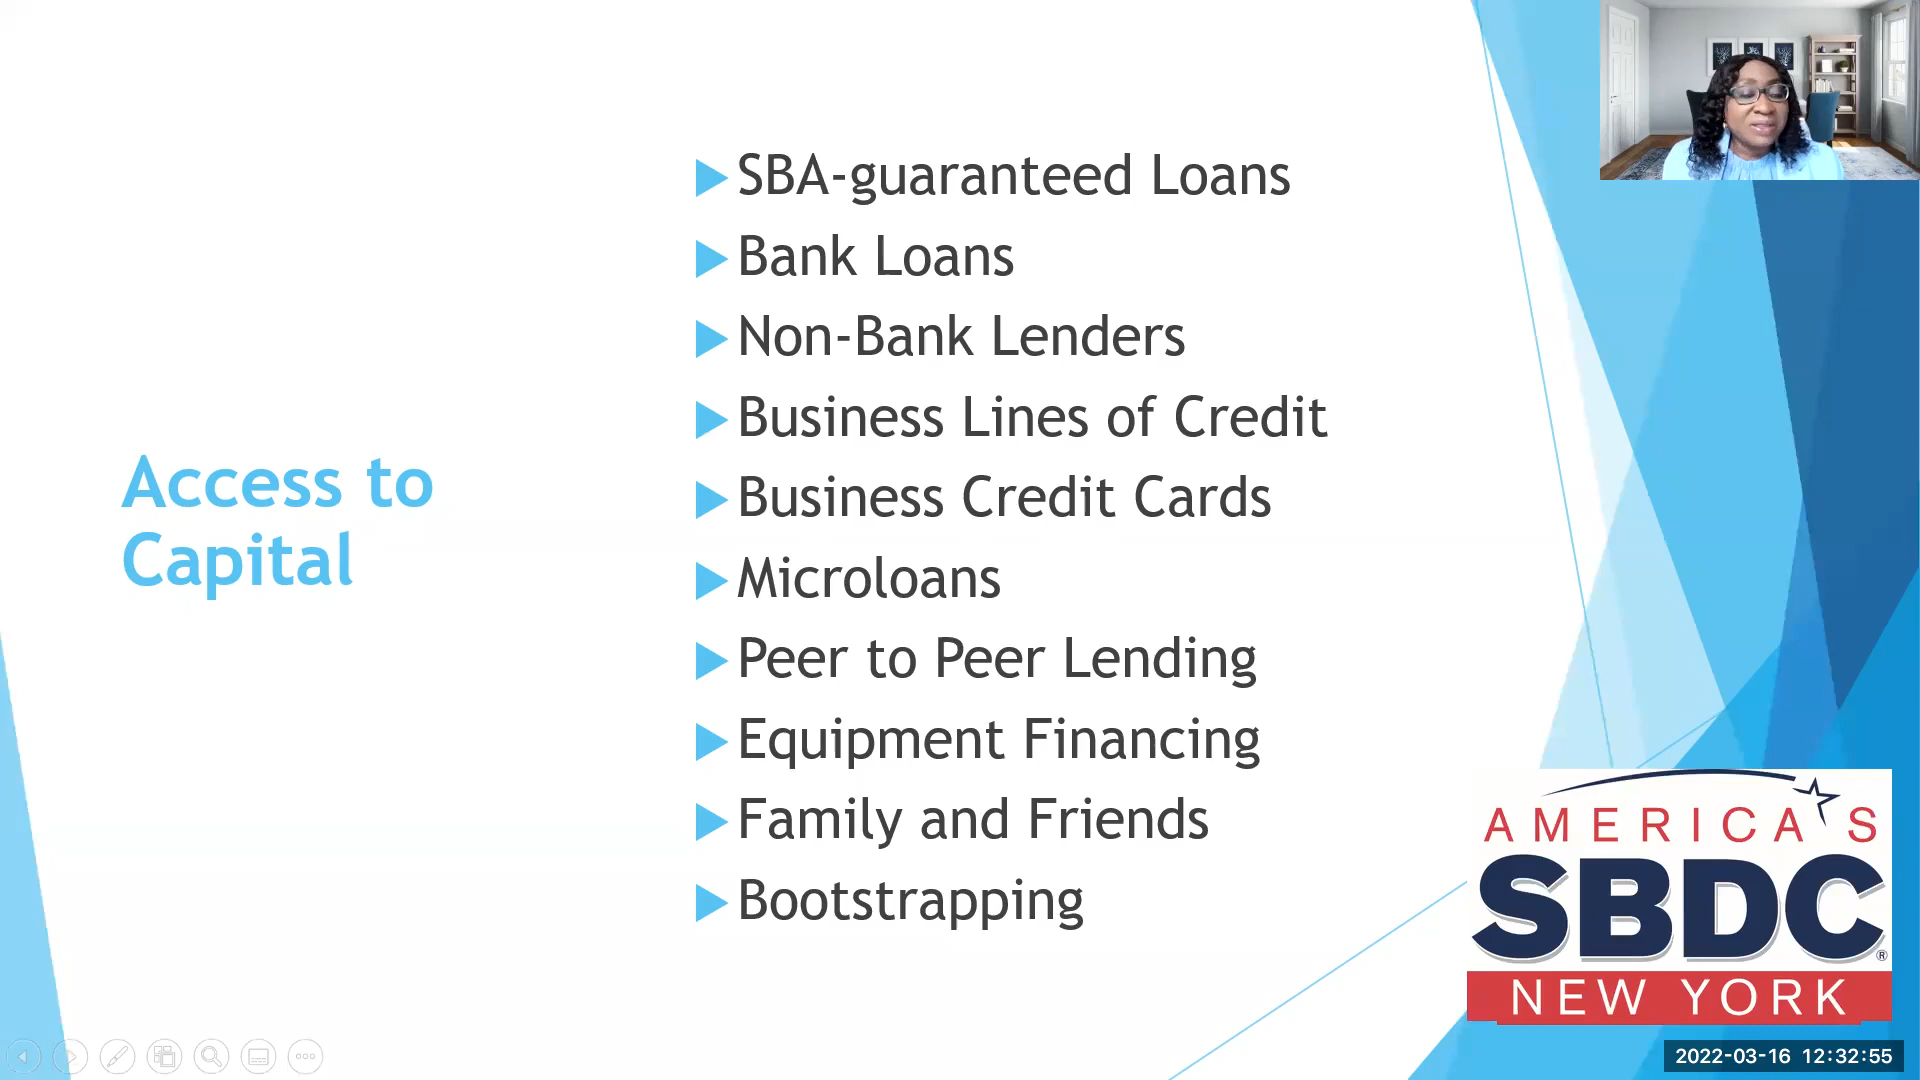 Access to
Capital
SBA-guaranteed Loans
Bank Loans
Non-Bank Lenders
Business Lines of Credit
Business Credit Cards
Microloans
Peer to Peer Lending
Equipment Financing
Family and Friends
Bootstrapping
AMERICA'S
SBDC®
NEW YORK
2022-03-16 12:32:55